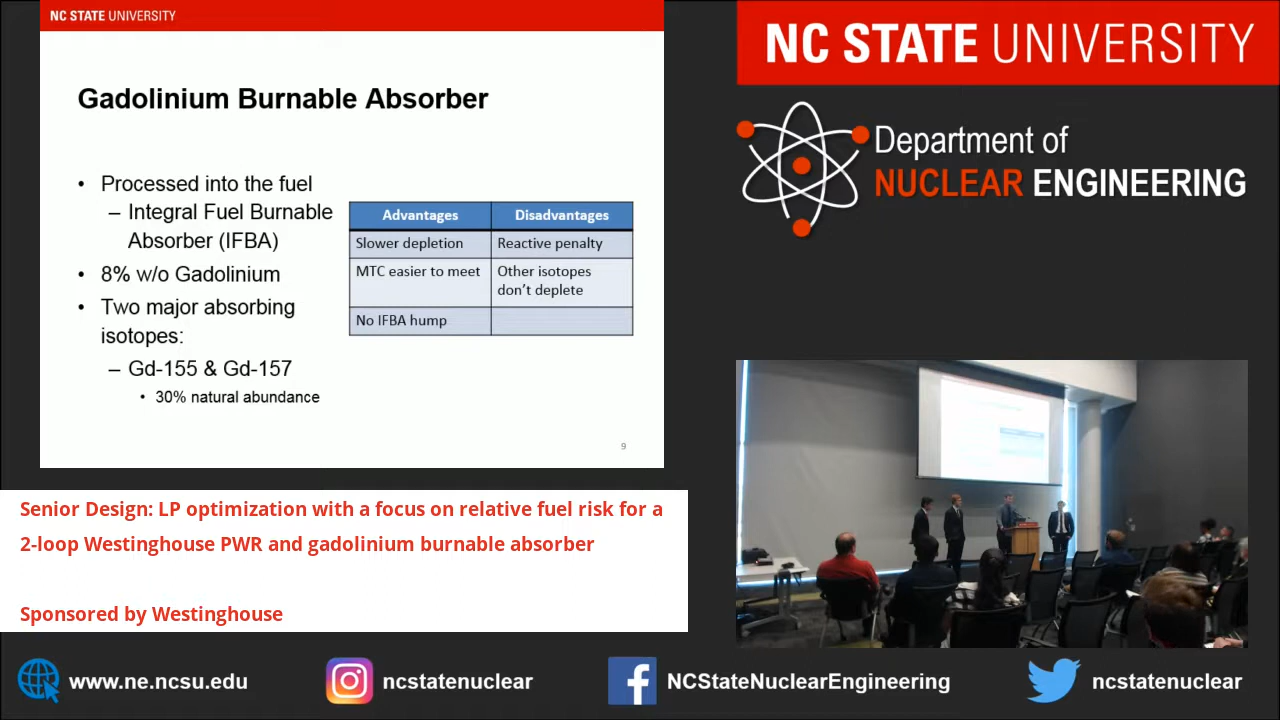 NC STATE UNIVERSITY
Gadolinium Burnable Absorber
• Processed into the fuel
– Integral Fuel Burnable
Absorber (IFBA)
• 8% w/o Gadolinium
• Two major absorbing
isotopes:
– Gd-155 & Gd-157
• 30% natural abundance
Advantages Disadvantages
Slower depletion Reactive penalty
MTC easier to meet Other isotopes
don't deplete
No IFBA hump
9
NC STATE UNIVERSITY
Department of
NUCLEAR ENGINEERING
Senior Design: LP optimization with a focus on relative fuel risk for a
2-loop Westinghouse PWR and gadolinium burnable absorber
Sponsored by Westinghouse
www.ne.ncsu.edu
ncstatenuclear
NCStateNuclearEngineering
ncstatenuclear